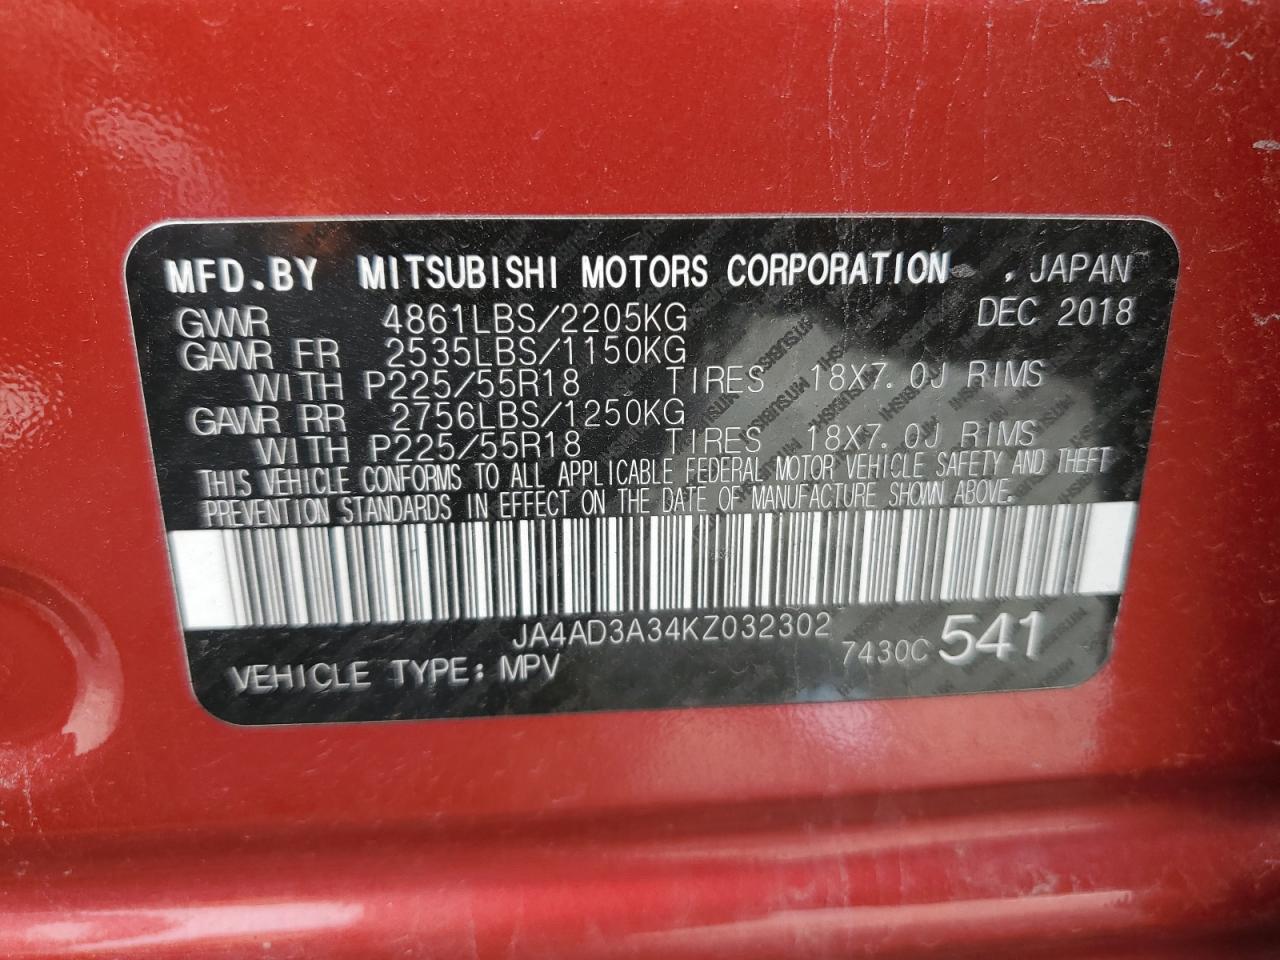 MFD.BY MITSUBISHI MOTORS CORPORATION . JAPAN
GVWR 4861LBS/2205KG DEC 2018
GAWR FR 2535LBS/1150KG
WITH P225/55R18 TIRES 18X7.0J RIMS
GAWR RR 2756LBS/1250KG
WITH P225/55R18 TIRES 18X7.0J RIMS
THIS VEHICLE CONFORMS TO ALL APPLICABLE FEDERAL MOTOR VEHICLE SAFETY AND THEFT
PREVENTION STANDARDS IN EFFECT ON THE DATE OF MANUFACTURE SHOWN ABOVE.
JA4AD3A34KZ032302
VEHICLE TYPE: MPV 7430C 541